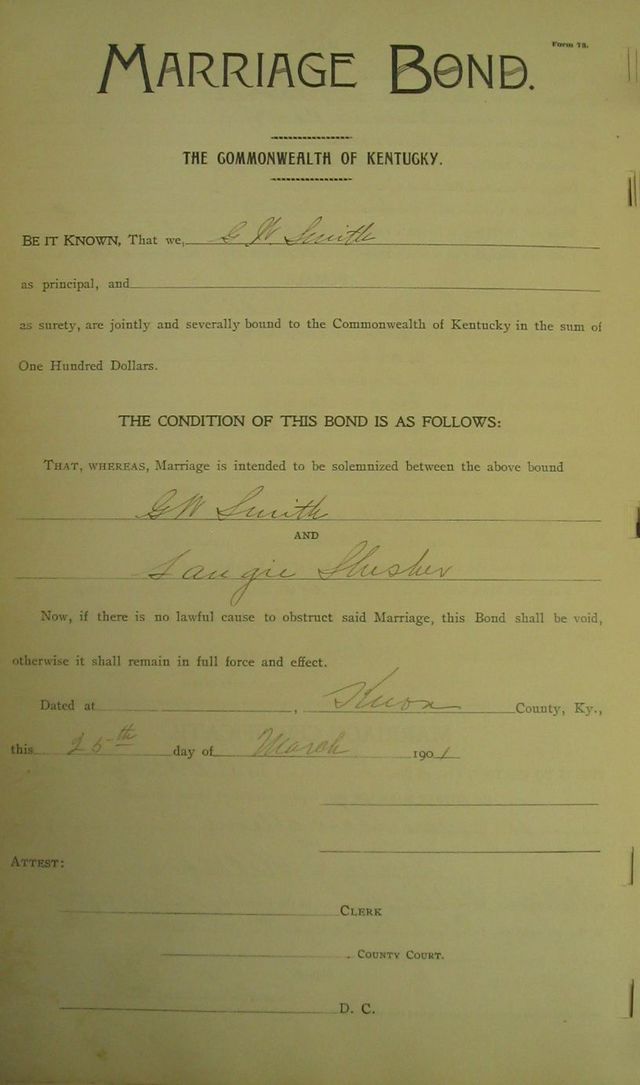 Form 78.
MARRIAGE BOND.
THE COMMONWEALTH OF KENTUCKY.
BE IT KNOWN, That we, G W Smith
as principal, and
as surety, are jointly and severally bound to the Commonwealth of Kentucky in the sum of
One Hundred Dollars.
THE CONDITION OF THIS BOND IS AS FOLLOWS:
THAT, WHEREAS, Marriage is intended to be solemnized between the above bound
G W Smith
AND
Slusher
Now, if there is no lawful cause to obstruct said Marriage, this Bond shall be void,
otherwise it shall remain in full force and effect.
Dated at , Knox County, Ky.,
this 25th day of March 1901
ATTEST:
CLERK
. COUNTY COURT.
D. C.